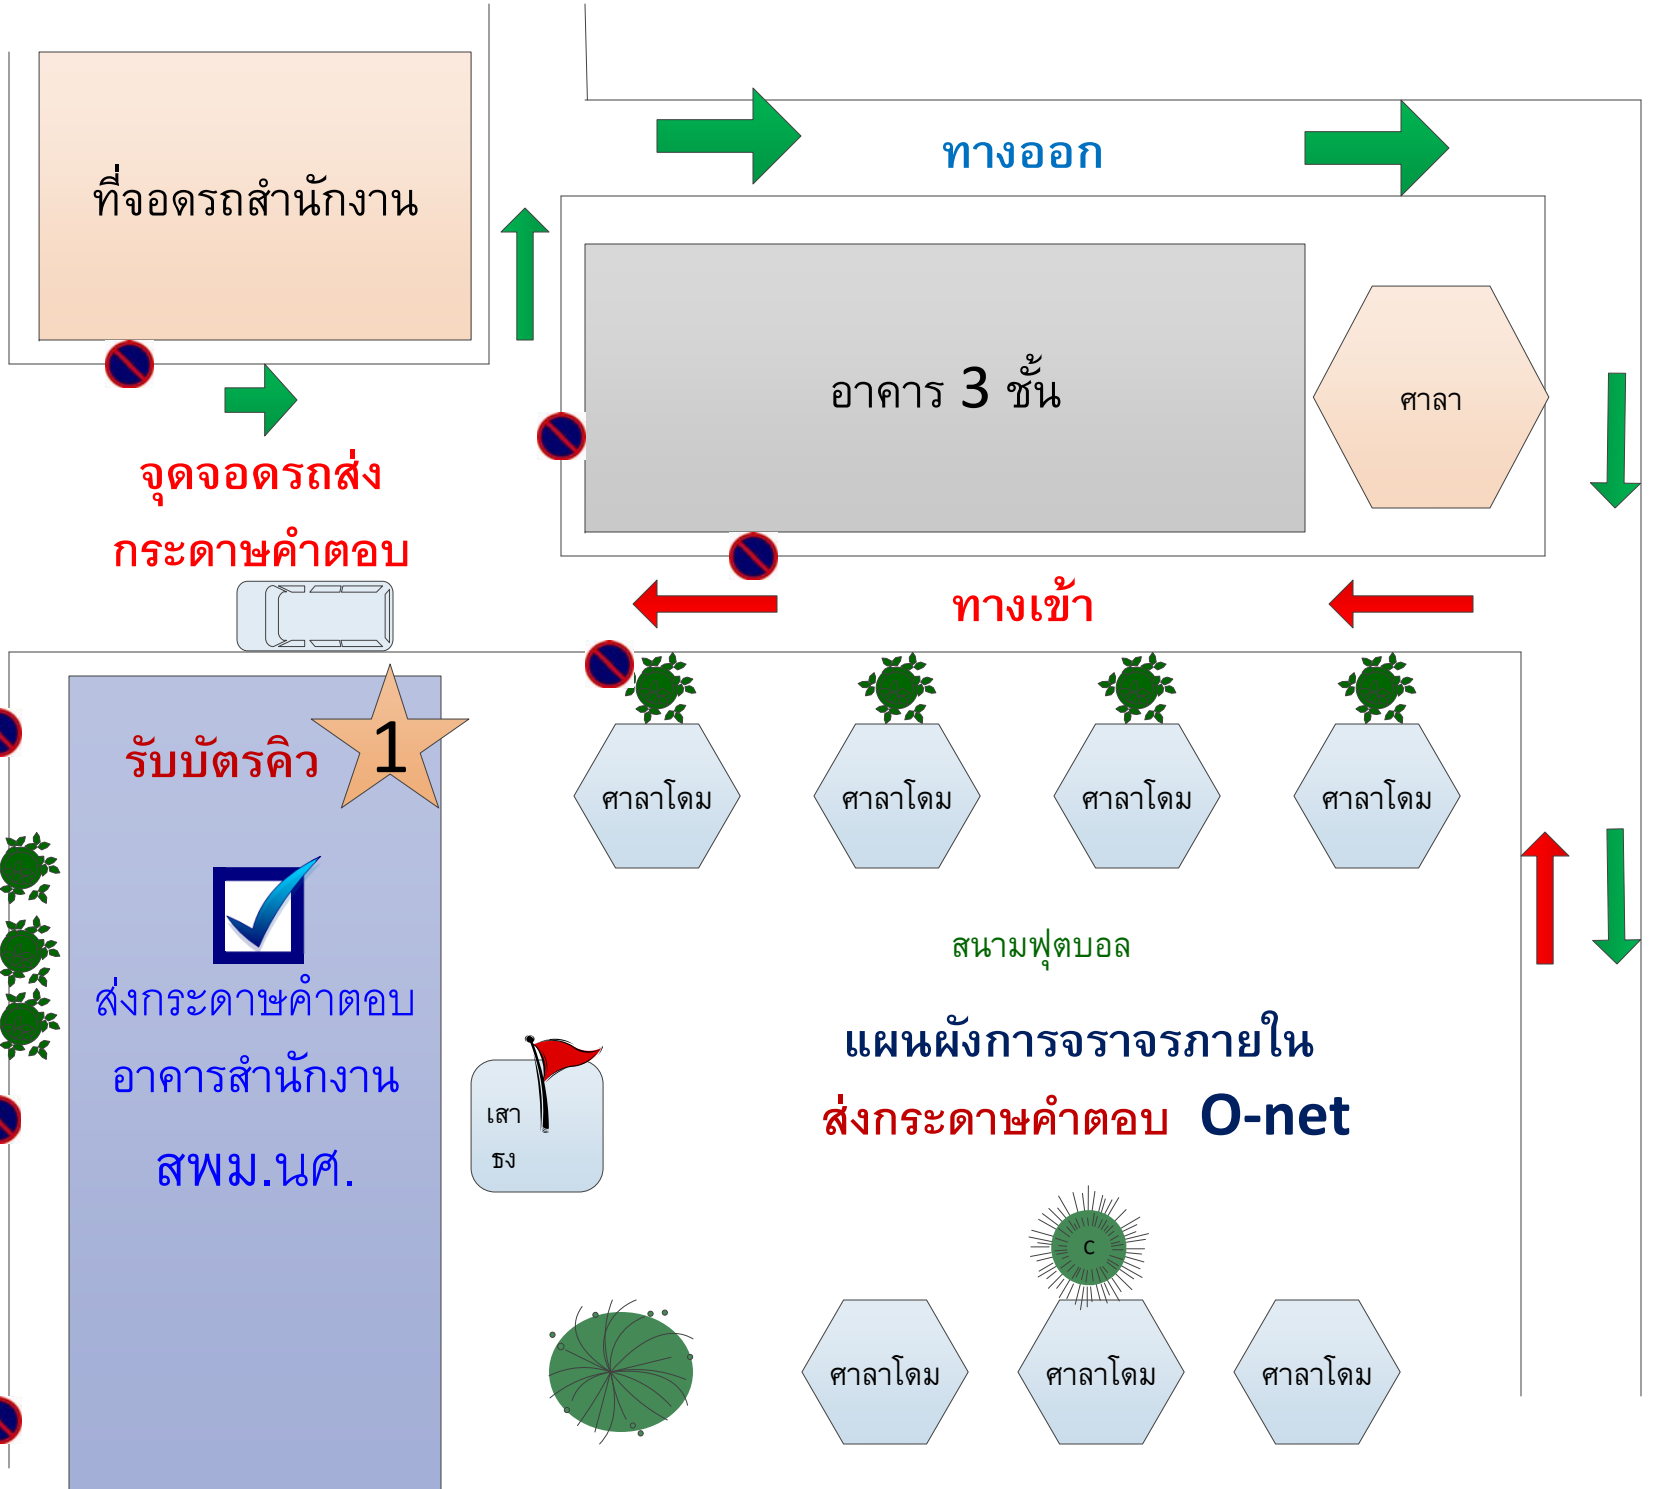 ทางออก
ที่จอดรถสำนักงาน
อาคาร 3 ชั้น
ศาลา
จุดจอดรถส่ง
กระดาษคำตอบ
ทางเข้า
รับบัตรคิว
1
ศาลาโดม
ศาลาโดม
ศาลาโดม
ศาลาโดม
สนามฟุตบอล
ส่งกระดาษคำตอบ
อาคารสำนักงาน
สพม.นศ.
แผนผังการจราจรภายใน
ส่งกระดาษคำตอบ O-net
เสา
ธง
C
ศาลาโดม
ศาลาโดม
ศาลาโดม